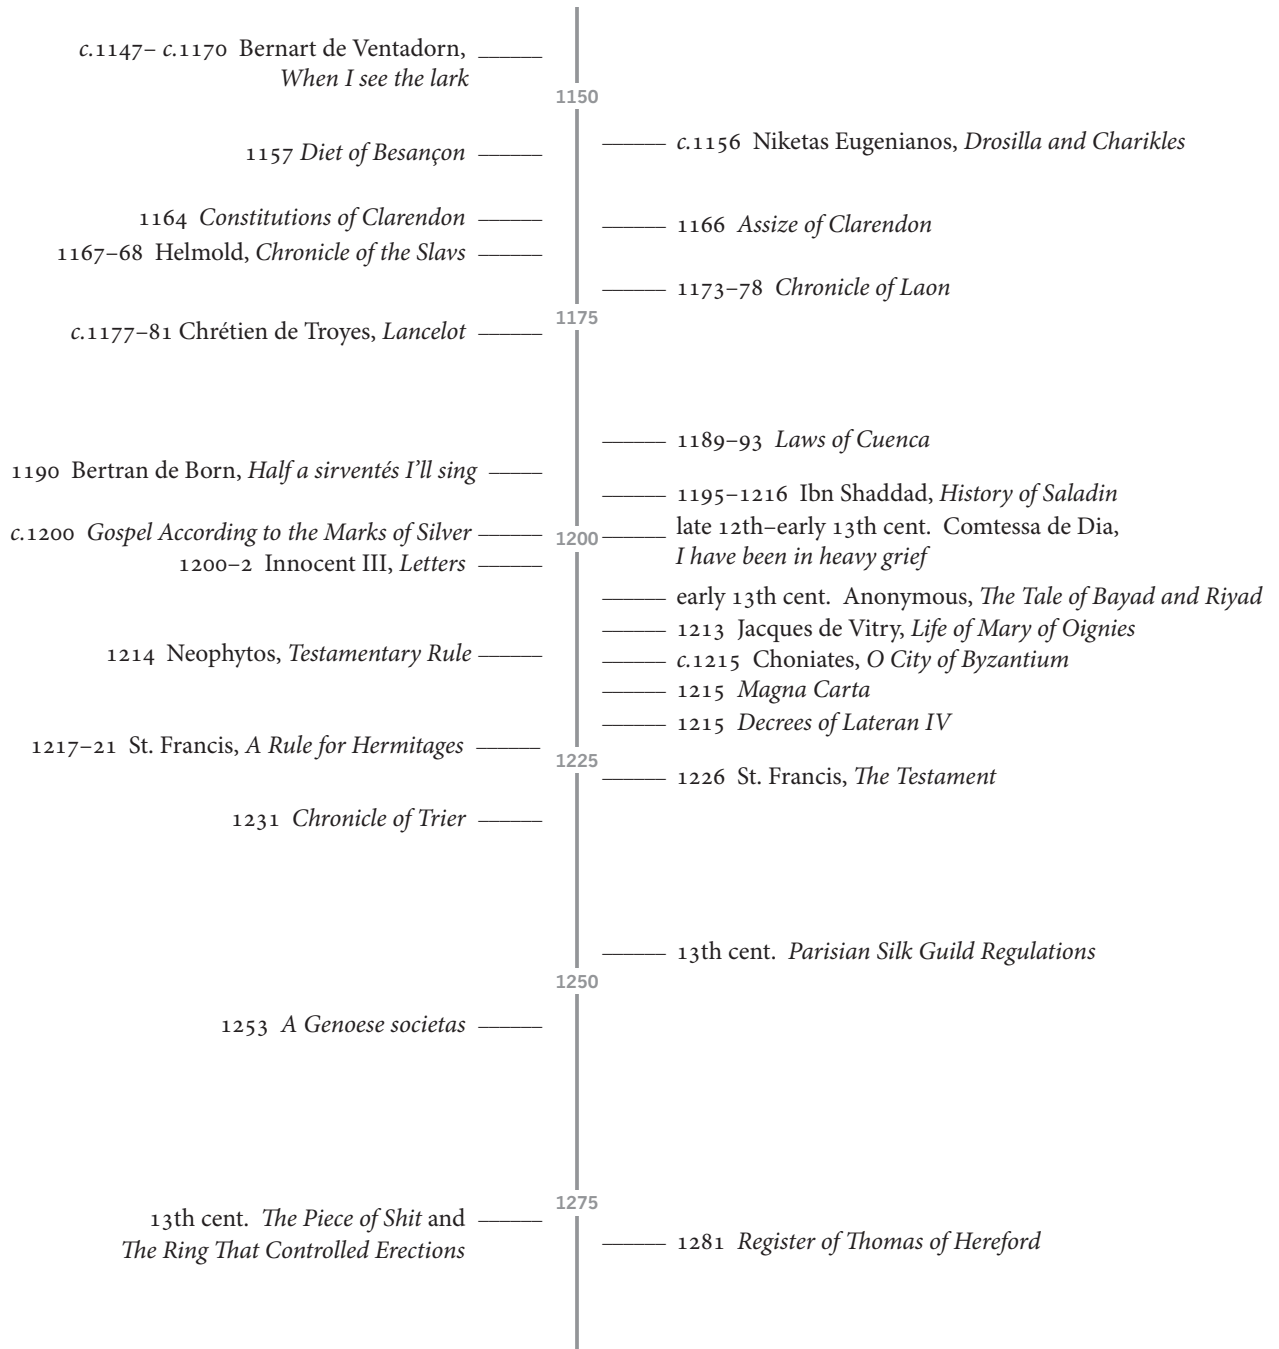 c.1147– c.1170 Bernart de Ventadorn,
When I see the lark
1150
c.1156 Niketas Eugenianos, Drosilla and Charikles
1157 Diet of Besançon
1164 Constitutions of Clarendon
1166 Assize of Clarendon
1167–68 Helmold, Chronicle of the Slavs
1173–78 Chronicle of Laon
1175
c.1177–81 Chrétien de Troyes, Lancelot
1189–93 Laws of Cuenca
1190 Bertran de Born, Half a sirventés I'll sing
1195–1216 Ibn Shaddad, History of Saladin
c.1200 Gospel According to the Marks of Silver
1200
late 12th–early 13th cent. Comtessa de Dia,
I have been in heavy grief
1200–2 Innocent III, Letters
early 13th cent. Anonymous, The Tale of Bayad and Riyad
1213 Jacques de Vitry, Life of Mary of Oignies
1214 Neophytos, Testamentary Rule
c.1215 Choniates, O City of Byzantium
1215 Magna Carta
1215 Decrees of Lateran IV
1217–21 St. Francis, A Rule for Hermitages
1225
1226 St. Francis, The Testament
1231 Chronicle of Trier
13th cent. Parisian Silk Guild Regulations
1250
1253 A Genoese societas
1275
13th cent. The Piece of Shit and
The Ring That Controlled Erections
1281 Register of Thomas of Hereford